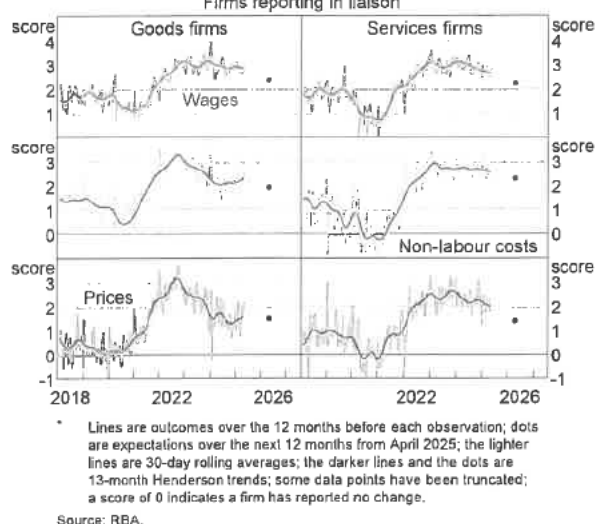 Firms reporting in liaison
score Goods firms Services firms score
4 4
3 3
2 2
1 Wages 1
score score
3 3
2 2
1 1
0 Non-labour costs 0
score score
3 3
2 Prices 2
1 1
0 0
-1 -1
2018 2022 2026 2022 2026
* Lines are outcomes over the 12 months before each observation; dots
are expectations over the next 12 months from April 2025; the lighter
lines are 30-day rolling averages; the darker lines and the dots are
13-month Henderson trends; some data points have been truncated;
a score of 0 indicates a firm has reported no change.
Source: RBA.